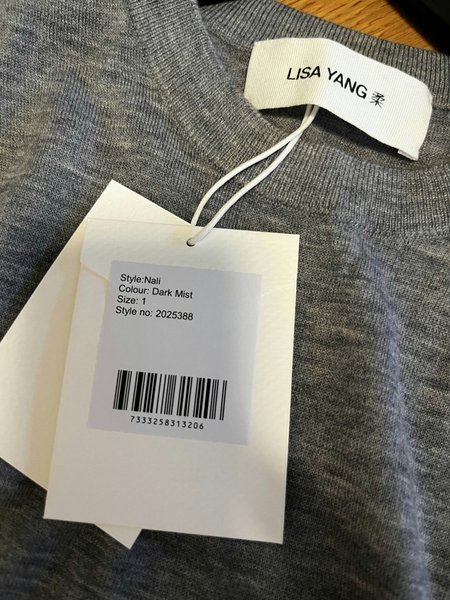 LISA YANG 柔
Style:Nali
Colour: Dark Mist
Size: 1
Style no: 2025388
7333258313206